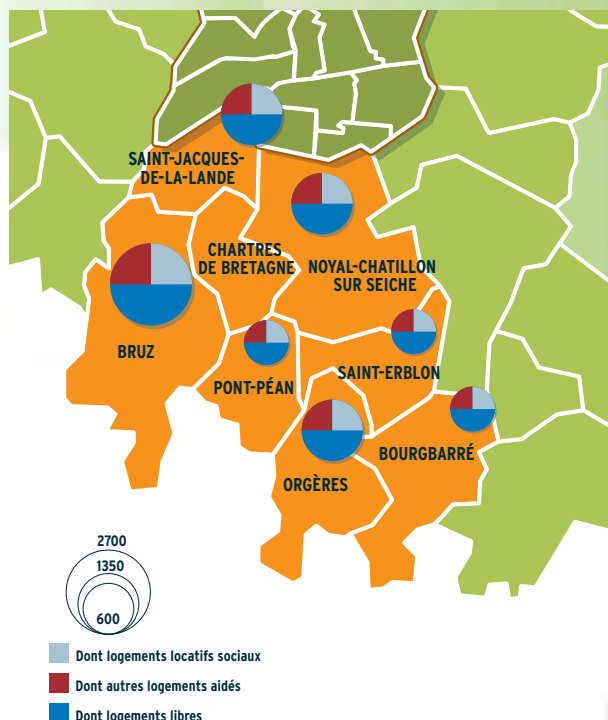 SAINT-JACQUES-
DE-LA-LANDE
CHARTRES
DE BRETAGNE
NOYAL-CHATILLON
SUR SEICHE
BRUZ
SAINT-ERBLON
PONT-PÉAN
BOURGBARRÉ
ORGÈRES
2700
1350
600
Dont logements locatifs sociaux
Dont autres logements aidés
Dont logements libres